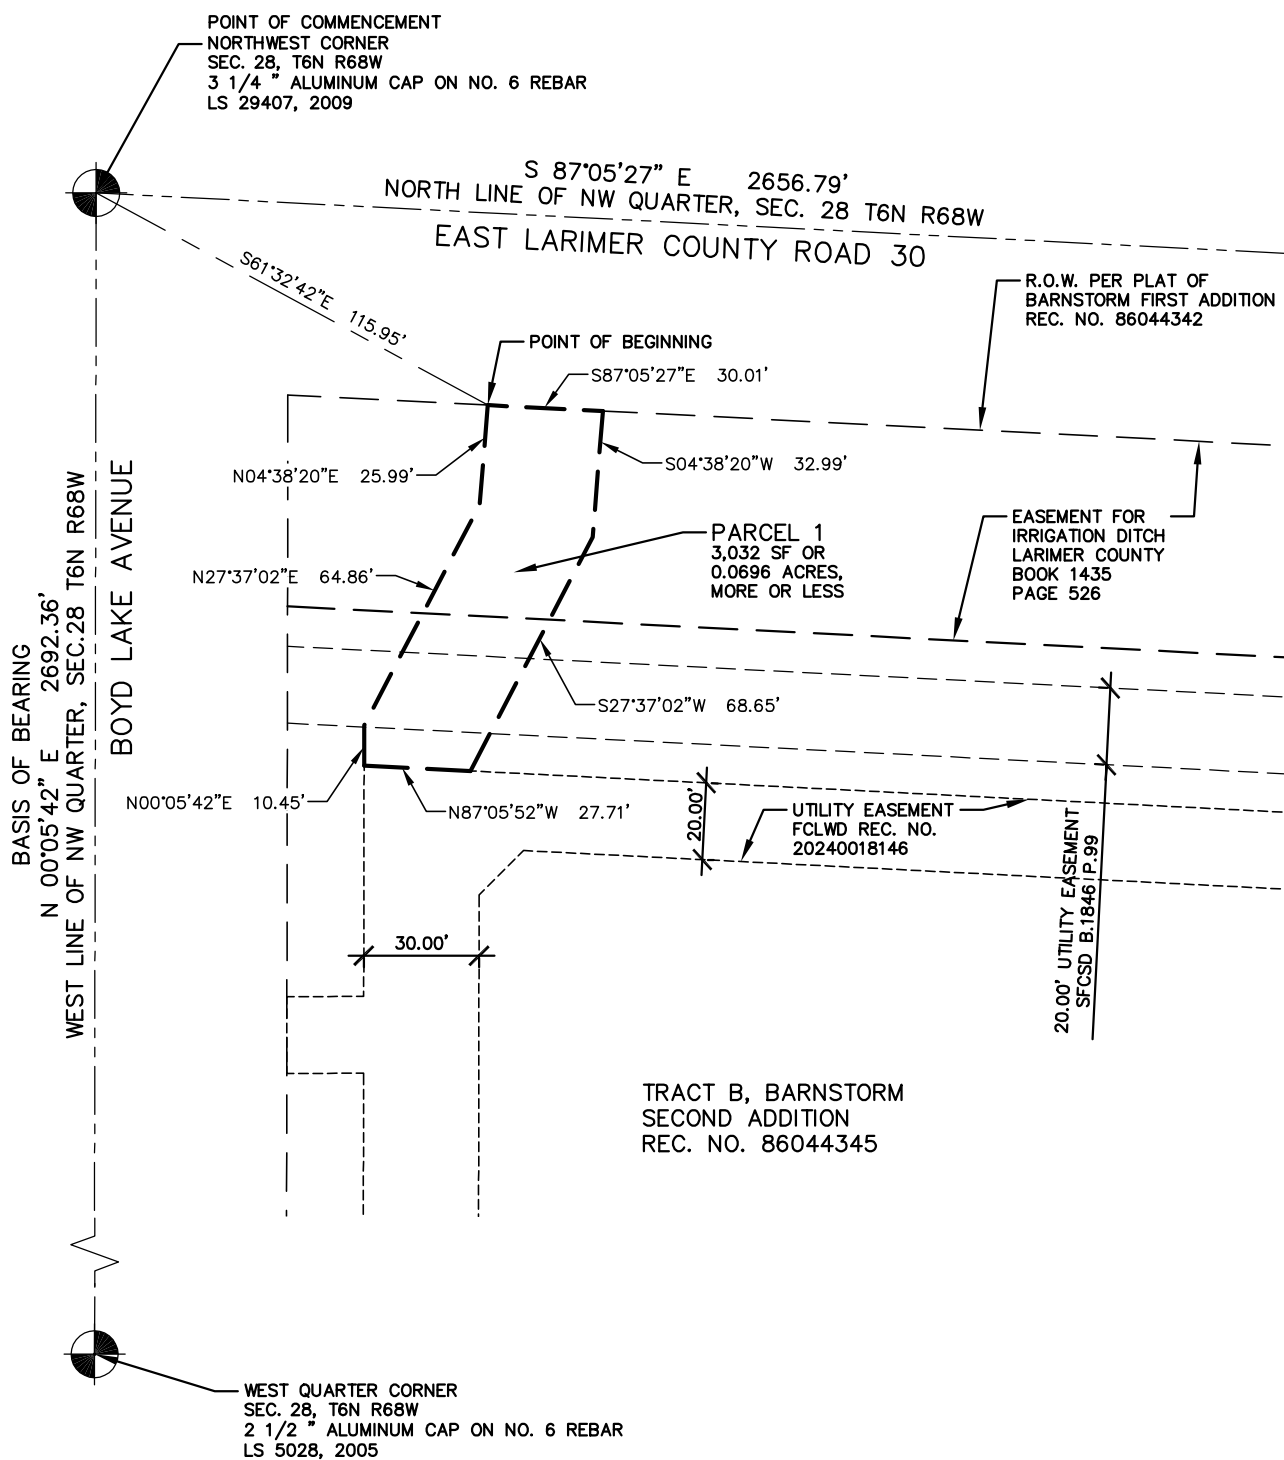 POINT OF COMMENCEMENT
NORTHWEST CORNER
SEC. 28, T6N R68W
3 1/4 " ALUMINUM CAP ON NO. 6 REBAR
LS 29407, 2009
S 87°05'27" E 2656.79'
NORTH LINE OF NW QUARTER, SEC. 28 T6N R68W
EAST LARIMER COUNTY ROAD 30
S61°32'42"E 115.95'
R.O.W. PER PLAT OF
BARNSTORM FIRST ADDITION
REC. NO. 86044342
POINT OF BEGINNING
S87°05'27"E 30.01'
N04°38'20"E 25.99'
S04°38'20"W 32.99'
PARCEL 1
3,032 SF OR
0.0696 ACRES,
MORE OR LESS
EASEMENT FOR
IRRIGATION DITCH
LARIMER COUNTY
BOOK 1435
PAGE 526
N27°37'02"E 64.86'
S27°37'02"W 68.65'
BASIS OF BEARING
N 00°05'42" E 2692.36'
WEST LINE OF NW QUARTER, SEC.28 T6N R68W
BOYD LAKE AVENUE
N00°05'42"E 10.45'
N87°05'52"W 27.71'
20.00'
UTILITY EASEMENT
FCLWD REC. NO.
20240018146
20.00' UTILITY EASEMENT
SFCSD B.1846 P.99
30.00'
TRACT B, BARNSTORM
SECOND ADDITION
REC. NO. 86044345
WEST QUARTER CORNER
SEC. 28, T6N R68W
2 1/2 " ALUMINUM CAP ON NO. 6 REBAR
LS 5028, 2005